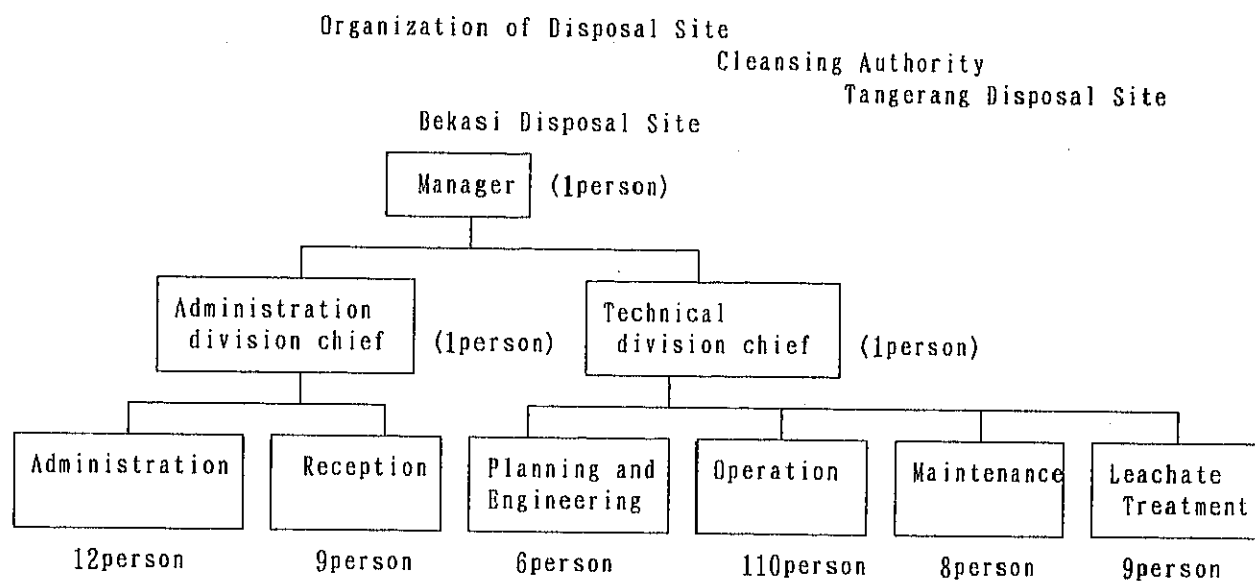 Organization of Disposal Site
Cleansing Authority
Tangerang Disposal Site
Bekasi Disposal Site
Manager (1person)
Administration
division chief (1person)
Technical
division chief (1person)
Administration
12person
Reception
9person
Planning and
Engineering
6person
Operation
110person
Maintenance
8person
Leachate
Treatment
9person